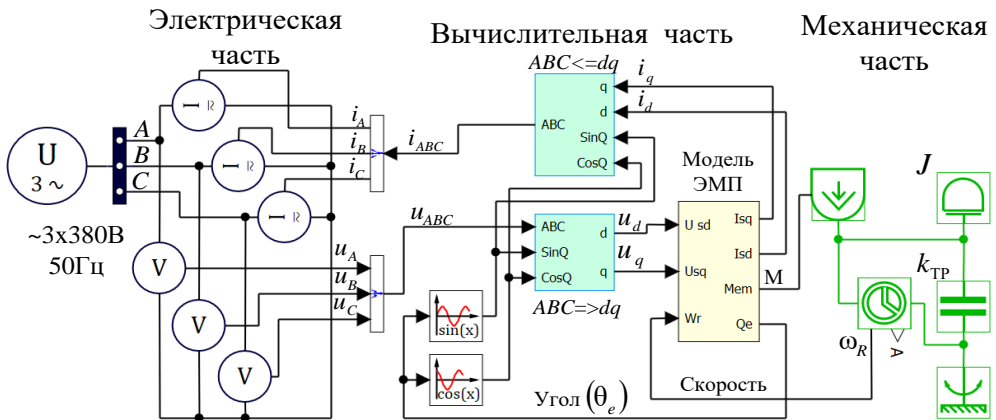 Электрическая
часть
Вычислительная часть
Механическая
часть
ABC<=dq
I
≈
I
≈
I
≈
U
3 ~
A
B
C
~3x380В
50Гц
V
V
V
i_A
i_B
i_C
i_ABC
ABC
q
d
SinQ
CosQ
i_q
i_d
u_A
u_B
u_C
u_ABC
ABC
SinQ
CosQ
d
q
ABC=>dq
u_d
u_q
sin(x)
cos(x)
Модель
ЭМП
U sd
Usq
Wr
Isq
Isd
Mem
Qe
M
Угол (θ_e)
Скорость
J
k_ТР
ω_R
A